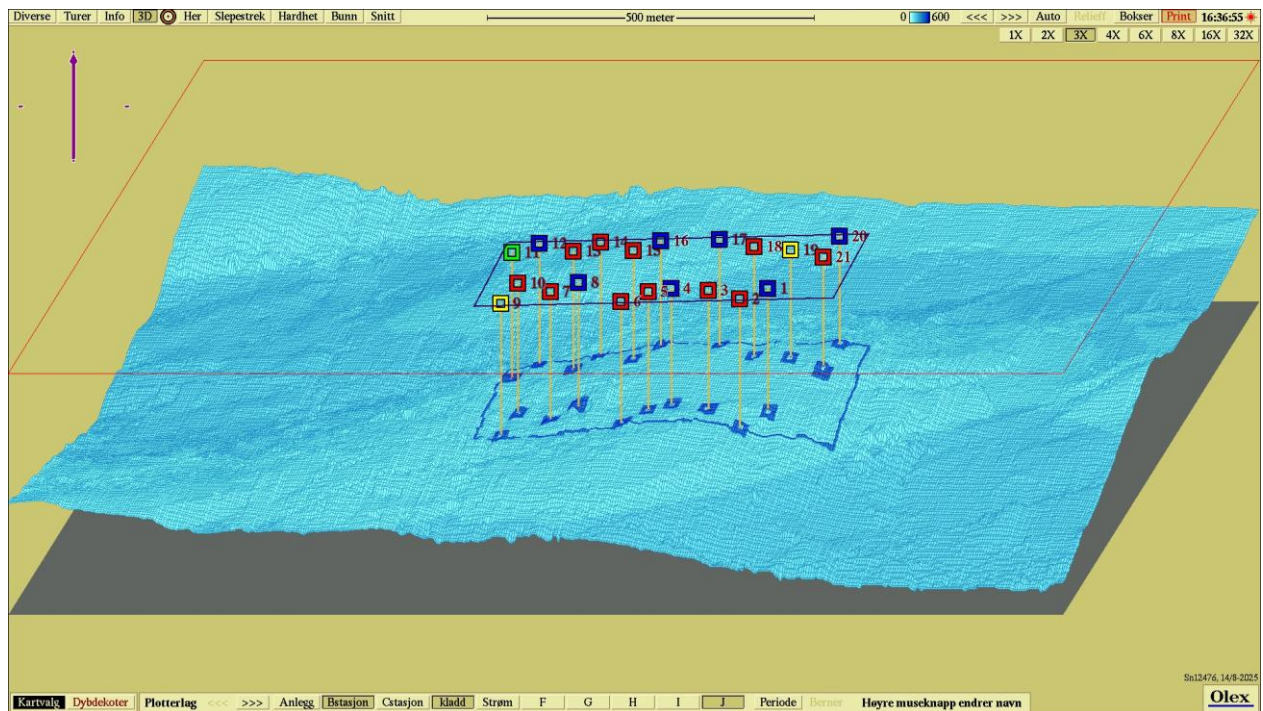 Diverse Turer Info 3D Her Slepestrek Hardhet Bunn Snitt 500 meter 0 600 <<< >>> Auto Relieff Bokser Print 16:36:55
1X 2X 3X 4X 6X 8X 16X 32X
11 12 13 14 15 16 17 18 19 20 21
10 7 8 6 5 4 3 2 1
9
Sn12476, 14/8-2025
Kartvalg Dybdekoter Plotterlag <<< >>> Anlegg Bstasjon Cstasjon kladd Strøm F G H I J Periode Berner Høyre museknapp endrer navn Olex